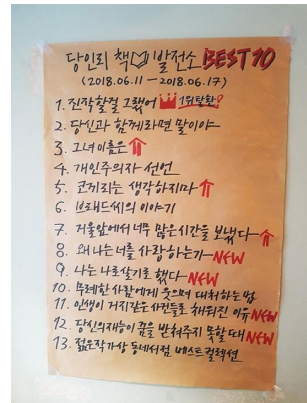 당인리 책 발전소 BEST 10
(2018.06.11 - 2018.06.17)
1. 진작할걸 그랬어 1위탈환?
2. 당신과 함께라면 말이야
3. 그녀 이름은
4. 개인주의자 선언
5. 코끼리는 생각하지마
6. 브래드씨의 이야기
7. 거울앞에서 너무 많은 시간을 보냈다
8. 왜 나는 너를 사랑하는가 NEW
9. 나는 나로 살기로 했다 NEW
10. 무례한 사람에게 웃으며 대처하는 법
11. 인생이 거지같은 사건들로 채워진 이유 NEW
12. 당신의 재능이 꿈을 받쳐주지 못할 때 NEW
13. 젊은작가상 동네서점 베스트 컬렉션